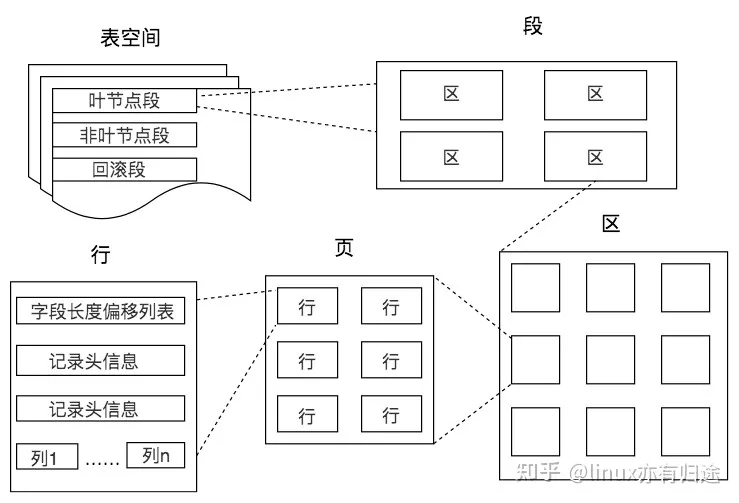 表空间
叶节点段
非叶节点段
回滚段
段
区
区
区
区
区
页
行
行
行
行
行
行
行
字段长度偏移列表
记录头信息
记录头信息
列1
......
列n
知乎 @linux亦有归途